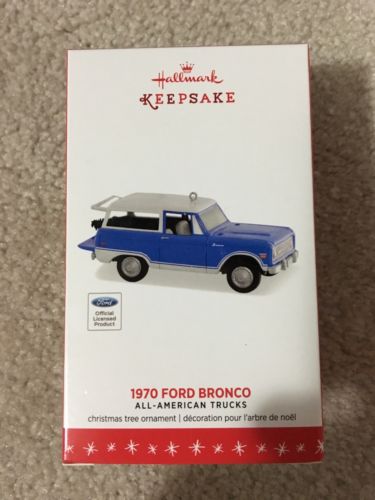 Hallmark
KEEPSAKE
Ford
Official
Licensed
Product
1970 FORD BRONCO
ALL-AMERICAN TRUCKS
christmas tree ornament | décoration pour l'arbre de noël